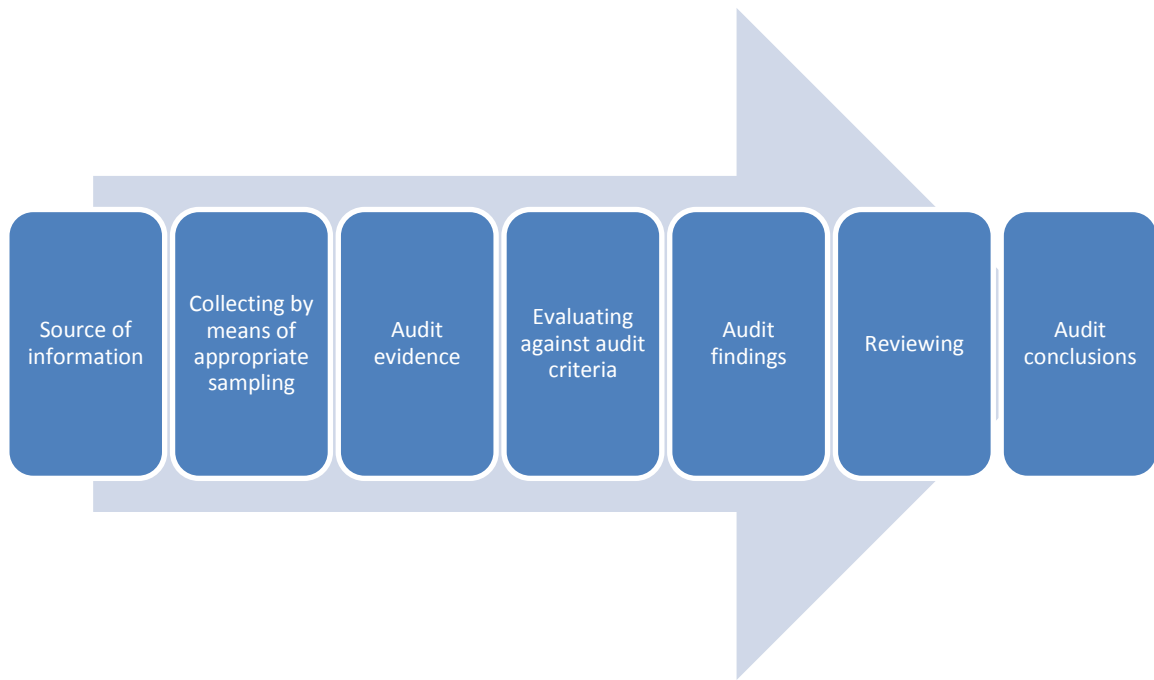 Source of
information
Collecting by
means of
appropriate
sampling
Audit
evidence
Evaluating
against audit
criteria
Audit
findings
Reviewing
Audit
conclusions